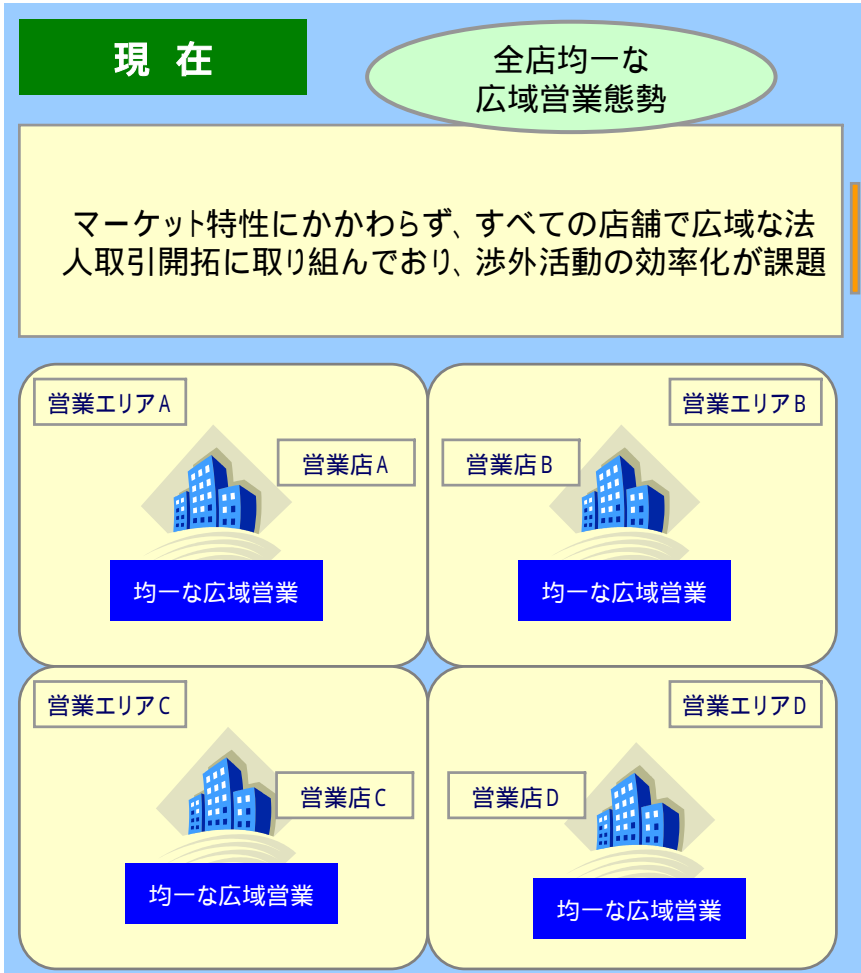 現 在
全店均一な
広域営業態勢
マーケット特性にかかわらず、すべての店舗で広域な法
人取引開拓に取り組んでおり、渉外活動の効率化が課題
営業エリアA
営業エリアB
営業店A
営業店B
均一な広域営業
均一な広域営業
営業エリアC
営業エリアD
営業店C
営業店D
均一な広域営業
均一な広域営業